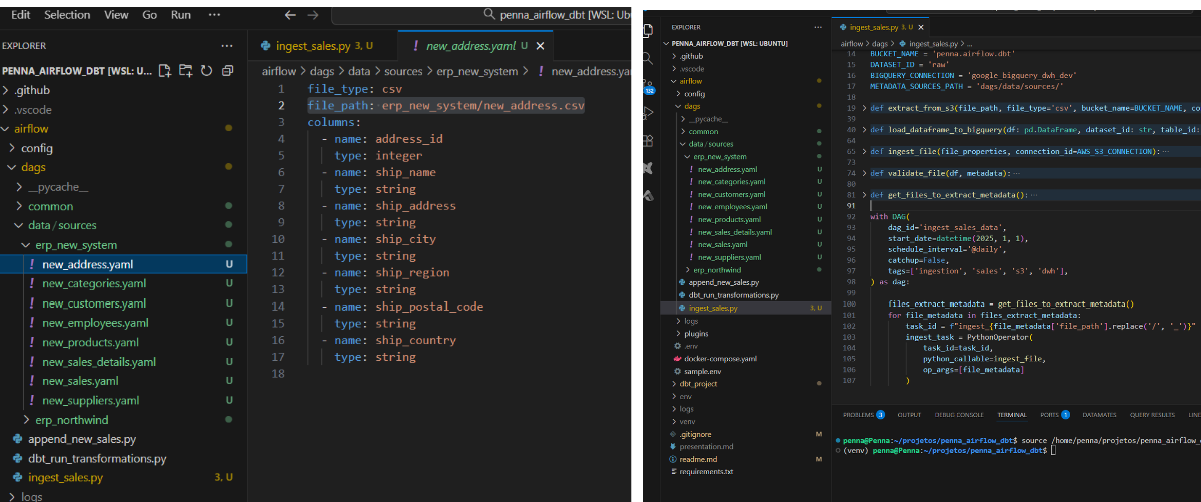 Edit Selection View Go Run ···
penna_airflow_dbt [WSL: Ubu
EXPLORER
PENNA_AIRFLOW_DBT [WSL: U...
.github
.vscode
airflow
config
dags
__pycache__
common
data / sources
erp_new_system
new_address.yaml U
new_categories.yaml U
new_customers.yaml U
new_employees.yaml U
new_products.yaml U
new_sales_details.yaml U
new_sales.yaml U
new_suppliers.yaml U
erp_northwind
append_new_sales.py
dbt_run_transformations.py
ingest_sales.py 3, U
logs
ingest_sales.py 3, U
new_address.yaml U
airflow > dags > data > sources > erp_new_system > new_address.ya
1 file_type: csv
2 file_path: erp_new_system/new_address.csv
3 columns:
4 - name: address_id
5 type: integer
6 - name: ship_name
7 type: string
8 - name: ship_address
9 type: string
10 - name: ship_city
11 type: string
12 - name: ship_region
13 type: string
14 - name: ship_postal_code
15 type: string
16 - name: ship_country
17 type: string
18
EXPLORER
PENNA_AIRFLOW_DBT [WSL: UBUNTU]
.github
.vscode
airflow
config
dags
__pycache__
common
data / sources
erp_new_system
new_address.yaml U
new_categories.yaml U
new_customers.yaml U
new_employees.yaml U
new_products.yaml U
new_sales_details.yaml U
new_sales.yaml U
new_suppliers.yaml U
erp_northwind
append_new_sales.py
dbt_run_transformations.py
ingest_sales.py 3, U
logs
plugins
.env
docker-compose.yaml
sample.env
dbt_project
env
logs
venv
.gitignore M
presentation.md
readme.md M
requirements.txt
132
ingest_sales.py 3, U
airflow > dags > ingest_sales.py > ...
14 BUCKET_NAME = 'penna.airflow.dbt'
15 DATASET_ID = 'raw'
16 BIGQUERY_CONNECTION = 'google_bigquery_dwh_dev'
17 METADATA_SOURCES_PATH = 'dags/data/sources/'
18
19 def extract_from_s3(file_path, file_type='csv', bucket_name=BUCKET_NAME, co
39
40 def load_dataframe_to_bigquery(df: pd.DataFrame, dataset_id: str, table_id:
64
65 def ingest_file(file_properties, connection_id=AWS_S3_CONNECTION): ···
73
74 def validate_file(df, metadata): ···
80
81 def get_files_to_extract_metadata(): ···
91
92 with DAG(
93 dag_id='ingest_sales_data',
94 start_date=datetime(2025, 1, 1),
95 schedule_interval='@daily',
96 catchup=False,
97 tags=['ingestion', 'sales', 's3', 'dwh'],
98 ) as dag:
99
100 files_extract_metadata = get_files_to_extract_metadata()
101 for file_metadata in files_extract_metadata:
102 task_id = f"ingest_{file_metadata['file_path'].replace('/', '_')}"
103 ingest_task = PythonOperator(
104 task_id=task_id,
105 python_callable=ingest_file,
106 op_args=[file_metadata]
107 )
PROBLEMS 3 OUTPUT DEBUG CONSOLE TERMINAL PORTS 1 DATAMATES QUERY RESULTS LIN
penna@Penna:~/projetos/penna_airflow_dbt$ source /home/penna/projetos/penna_airflow_
(venv) penna@Penna:~/projetos/penna_airflow_dbt$